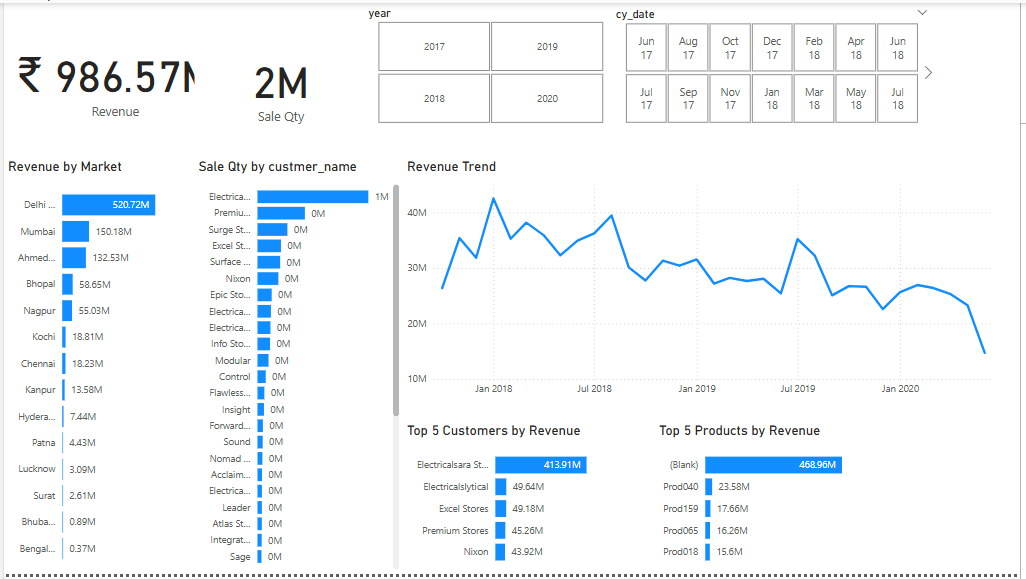 year
2017
2019
2018
2020
cy_date
Jun 17
Aug 17
Oct 17
Dec 17
Feb 18
Apr 18
Jun 18
Jul 17
Sep 17
Nov 17
Jan 18
Mar 18
May 18
Jul 18
₹ 986.57M
Revenue
2M
Sale Qty
Revenue by Market
Delhi ... 520.72M
Mumbai 150.18M
Ahmed... 132.53M
Bhopal 58.65M
Nagpur 55.03M
Kochi 18.81M
Chennai 18.23M
Kanpur 13.58M
Hydera... 7.44M
Patna 4.43M
Lucknow 3.09M
Surat 2.61M
Bhuba... 0.89M
Bengal... 0.37M
Sale Qty by custmer_name
Electrica... 1M
Premiu... 0M
Surge St... 0M
Excel St... 0M
Surface ... 0M
Nixon 0M
Epic Sto... 0M
Electrica... 0M
Electrica... 0M
Info Sto... 0M
Modular 0M
Control 0M
Flawless... 0M
Insight 0M
Forward... 0M
Sound 0M
Nomad ... 0M
Acclaim... 0M
Electrica... 0M
Leader 0M
Atlas St... 0M
Integrat... 0M
Sage 0M
Revenue Trend
40M
30M
20M
10M
Jan 2018
Jul 2018
Jan 2019
Jul 2019
Jan 2020
Top 5 Customers by Revenue
Electricalsara St... 413.91M
Electricalslytical 49.64M
Excel Stores 49.18M
Premium Stores 45.26M
Nixon 43.92M
Top 5 Products by Revenue
(Blank) 468.96M
Prod040 23.58M
Prod159 17.66M
Prod065 16.26M
Prod018 15.6M